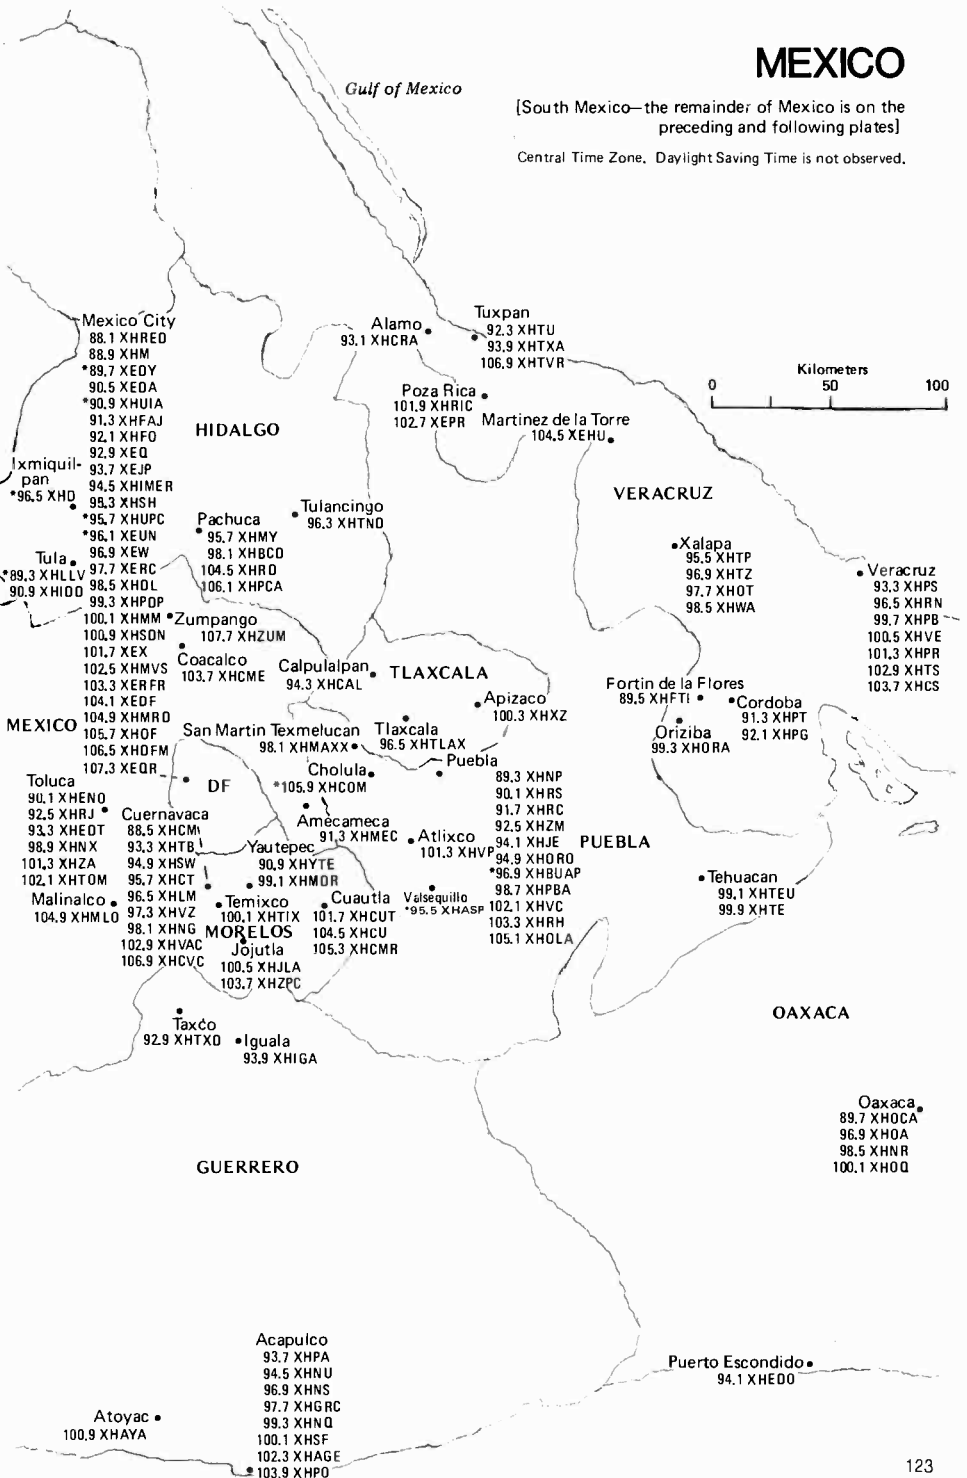 MEXICO
Gulf of Mexico
[South Mexico—the remainder of Mexico is on the
preceding and following plates]
Central Time Zone. Daylight Saving Time is not observed.
Mexico City
88.1 XHRED
88.9 XHM
*89.7 XEDY
90.5 XEDA
*90.9 XHUIA
91.3 XHFAJ
92.1 XHFO
92.9 XEQ
93.7 XEJP
94.5 XHIMER
95.3 XHSH
*95.7 XHUPC
*96.1 XEUN
96.9 XEW
97.7 XERC
98.5 XHDL
99.3 XHPOP
100.1 XHMM
100.9 XHSON
101.7 XEX
102.5 XHMVS
103.3 XERFR
104.1 XEDF
104.9 XHMRD
105.7 XHOF
106.5 XHDFM
107.3 XEQR
Alamo
93.1 XHCRA
Tuxpan
92.3 XHTU
93.9 XHTXA
106.9 XHTVR
Kilometers
0 50 100
Poza Rica
101.9 XHRIC
102.7 XEPR
Martinez de la Torre
104.5 XEHU
HIDALGO
Ixmiquil-
pan
*96.5 XHD
VERACRUZ
Tulancingo
96.3 XHTNO
Pachuca
95.7 XHMY
98.1 XHBCD
104.5 XHRD
106.1 XHPCA
Tula
*89.3 XHLLV
90.9 XHIDO
Xalapa
95.5 XHTP
96.9 XHTZ
97.7 XHOT
98.5 XHWA
Veracruz
93.3 XHPS
96.5 XHRN
99.7 XHPB
100.5 XHVE
101.3 XHPR
102.9 XHTS
103.7 XHCS
Zumpango
107.7 XHZUM
Coacalco
103.7 XHCME
Calpulalpan
94.3 XHCAL
TLAXCALA
Apizaco
100.3 XHXZ
Fortin de la Flores
89.5 XHFTI
Cordoba
91.3 XHPT
92.1 XHPG
Oriziba
99.3 XHORA
MEXICO
San Martin Texmelucan
98.1 XHMAXX
Tlaxcala
96.5 XHTLAX
Puebla
89.3 XHNP
90.1 XHRS
91.7 XHRC
92.5 XHZM
94.1 XHJE
94.9 XHORO
*96.9 XHBUAP
98.7 XHPBA
102.1 XHVC
103.3 XHRH
105.1 XHOLA
Cholula
*105.9 XHCOM
DF
Toluca
90.1 XHENO
92.5 XHRJ
93.3 XHEDT
98.9 XHNX
101.3 XHZA
102.1 XHTOM
Cuernavaca
88.5 XHCM
93.3 XHTB
94.9 XHSW
95.7 XHCT
96.5 XHLM
97.3 XHVZ
98.1 XHNG
102.9 XHVAC
106.9 XHCVC
Amecameca
91.3 XHMEC
Yautepec
90.9 XHYTE
99.1 XHMOR
Atlixco
101.3 XHVP
PUEBLA
Malinalco
104.9 XHMLO
Temixco
100.1 XHTIX
Cuautla
101.7 XHCUT
104.5 XHCU
105.3 XHCMR
Valsequillo
*95.5 XHASP
Tehuacan
99.1 XHTEU
99.9 XHTE
MORELOS
Jojutla
100.5 XHJLA
103.7 XHZPC
Taxco
92.9 XHTXO
Iguala
93.9 XHIGA
OAXACA
Oaxaca
89.7 XHOCA
96.9 XHOA
98.5 XHNR
100.1 XHOQ
GUERRERO
Acapulco
93.7 XHPA
94.5 XHNU
96.9 XHNS
97.7 XHGRC
99.3 XHNQ
100.1 XHSF
102.3 XHAGE
103.9 XHPO
Atoyac
100.9 XHAYA
Puerto Escondido
94.1 XHEDO
123